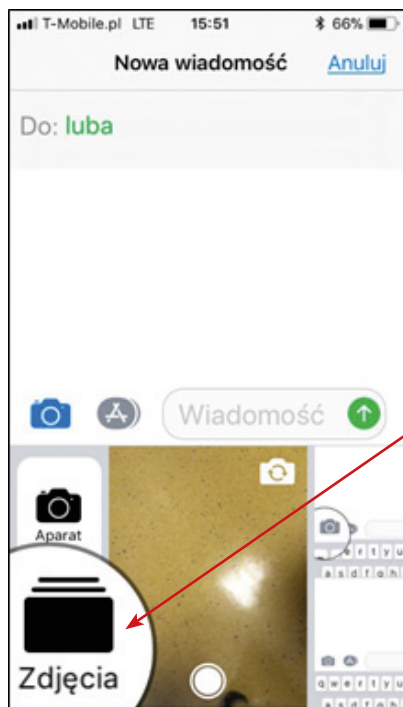 T-Mobile.pl LTE 15:51 66%
Nowa wiadomość Anuluj
Do: luba
Wiadomość
Aparat
Zdjęcia
e r t y u
a s d f g h
q w e r t y u
a s d f g h